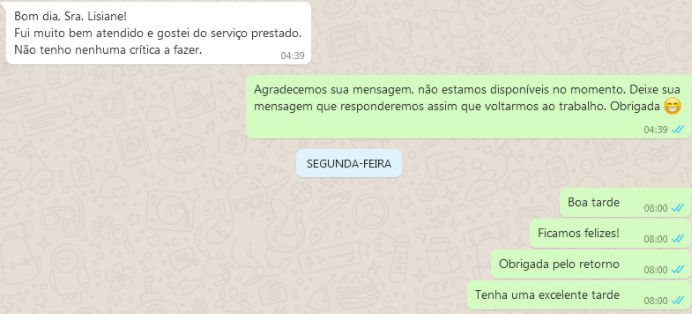 Bom dia, Sra. Lisiane!
Fui muito bem atendido e gostei do serviço prestado.
Não tenho nenhuma crítica a fazer.
04:39
Agradecemos sua mensagem, não estamos disponíveis no momento. Deixe sua
mensagem que responderemos assim que voltarmos ao trabalho. Obrigada 😁
04:39
SEGUNDA-FEIRA
Boa tarde 08:00
Ficamos felizes! 08:00
Obrigada pelo retorno 08:00
Tenha uma excelente tarde 08:00